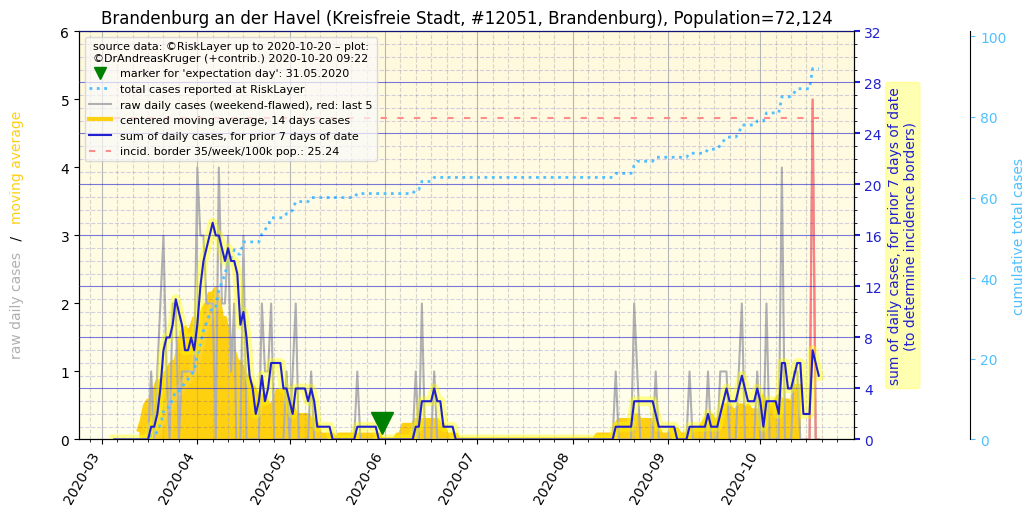 Brandenburg an der Havel (Kreisfreie Stadt, #12051, Brandenburg), Population=72,124
source data: ©RiskLayer up to 2020-10-20 – plot:
©DrAndreasKruger (+contrib.) 2020-10-20 09:22
marker for 'expectation day': 31.05.2020
total cases reported at RiskLayer
raw daily cases (weekend-flawed), red: last 5
centered moving average, 14 days cases
sum of daily cases, for prior 7 days of date
incid. border 35/week/100k pop.: 25.24
raw daily cases / moving average
6
5
4
3
2
1
0
2020-03
2020-04
2020-05
2020-06
2020-07
2020-08
2020-09
2020-10
32
28
24
20
16
12
8
4
0
sum of daily cases, for prior 7 days of date
(to determine incidence borders)
100
80
60
40
20
0
cumulative total cases